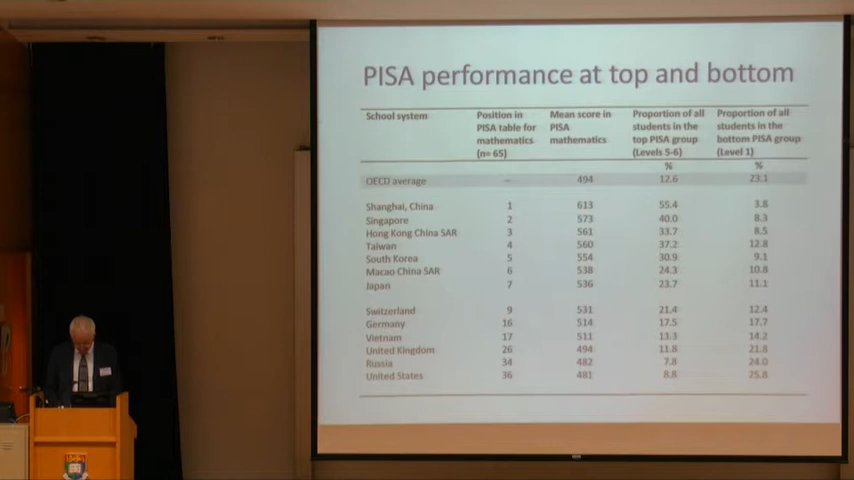 PISA performance at top and bottom
School system Position in PISA table for mathematics (n= 65) Mean score in PISA mathematics Proportion of all students in the top PISA group (Levels 5-6) Proportion of all students in the bottom PISA group (Level 1)
% %
OECD average – 494 12.6 23.1
Shanghai, China 1 613 55.4 3.8
Singapore 2 573 40.0 8.3
Hong Kong China SAR 3 561 33.7 8.5
Taiwan 4 560 37.2 12.8
South Korea 5 554 30.9 9.1
Macao China SAR 6 538 24.3 10.8
Japan 7 536 23.7 11.1
Switzerland 9 531 21.4 12.4
Germany 16 514 17.5 17.7
Vietnam 17 511 13.3 14.2
United Kingdom 26 494 11.8 21.8
Russia 34 482 7.8 24.0
United States 36 481 8.8 25.8